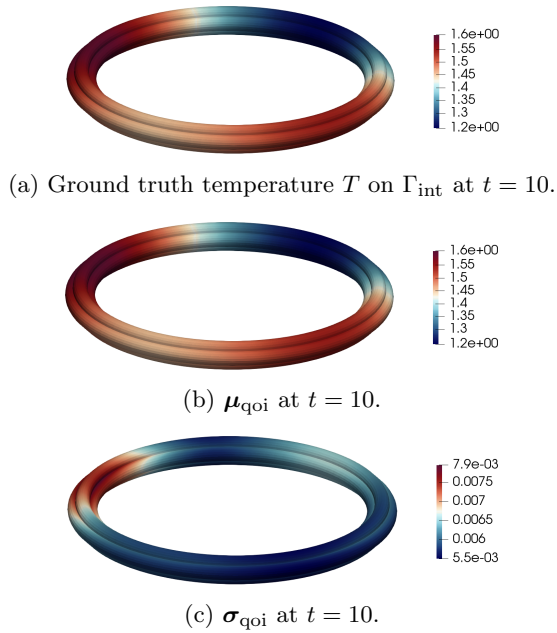 1.6e+00
1.55
1.5
1.45
1.4
1.35
1.3
1.2e+00
(a) Ground truth temperature T on Γint at t = 10.
1.6e+00
1.55
1.5
1.45
1.4
1.35
1.3
1.2e+00
(b) μqoi at t = 10.
7.9e-03
0.0075
0.007
0.0065
0.006
5.5e-03
(c) σqoi at t = 10.